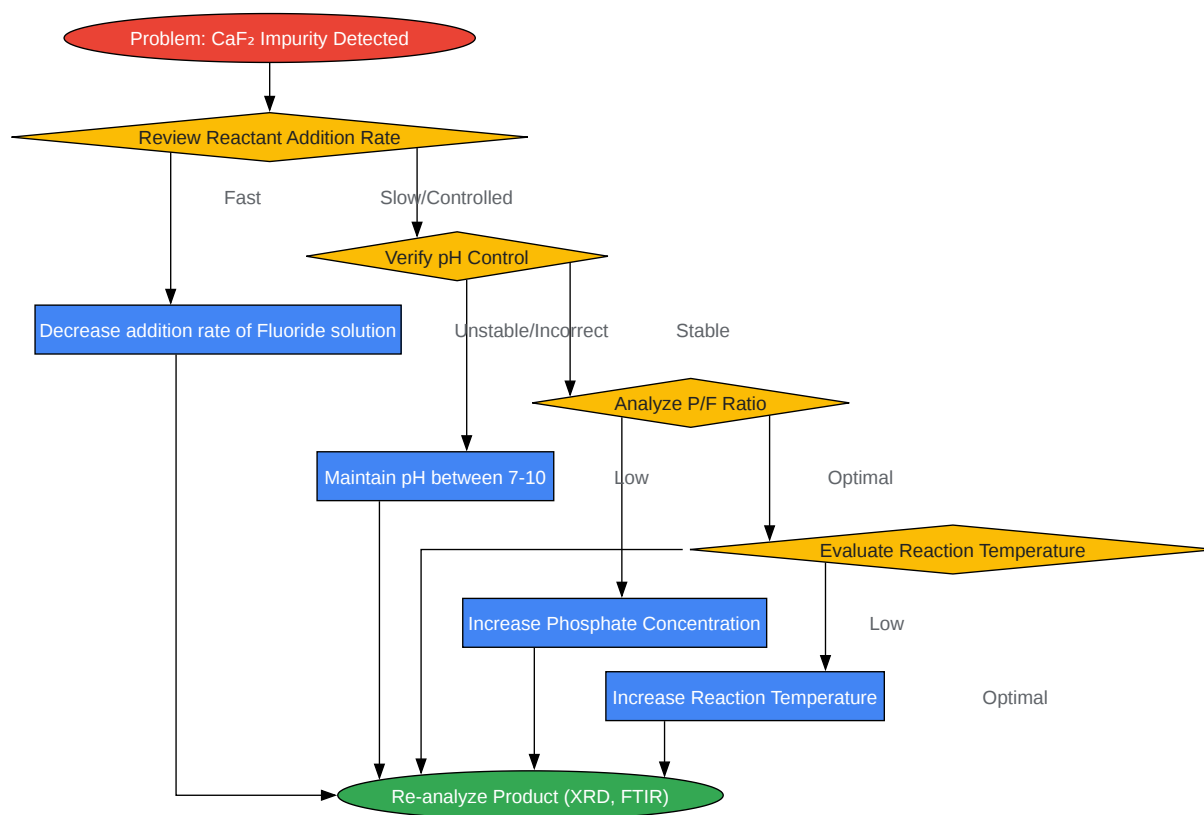 Problem: CaF₂ Impurity Detected
Review Reactant Addition Rate
Fast
Slow/Controlled
Verify pH Control
Decrease addition rate of Fluoride solution
Unstable/Incorrect
Stable
Analyze P/F Ratio
Maintain pH between 7-10
Low
Optimal
Evaluate Reaction Temperature
Increase Phosphate Concentration
Low
Increase Reaction Temperature
Optimal
Re-analyze Product (XRD, FTIR)